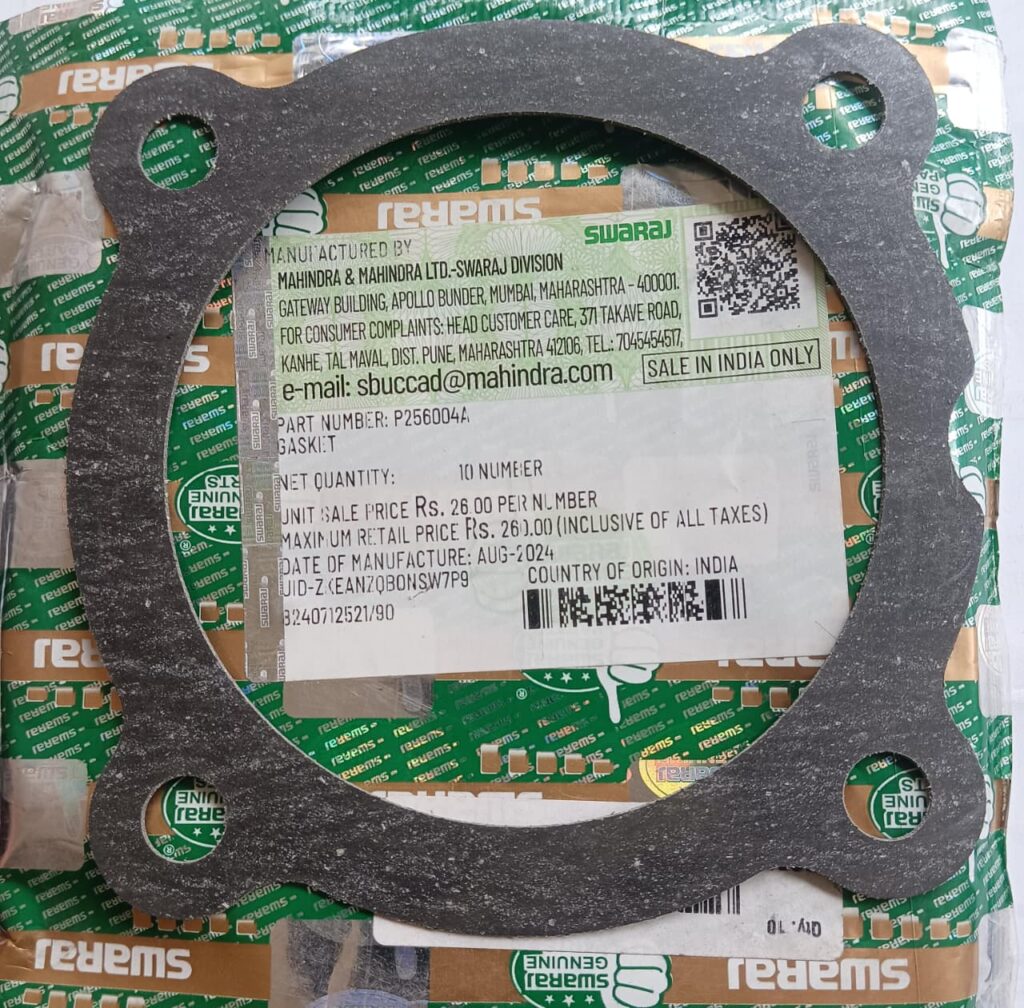 swaraj
MANUFACTURED BY
MAHINDRA & MAHINDRA LTD.-SWARAJ DIVISION
GATEWAY BUILDING, APOLLO BUNDER, MUMBAI, MAHARASHTRA - 400001.
FOR CONSUMER COMPLAINTS: HEAD CUSTOMER CARE, 371 TAKAVE ROAD,
KANHE, TAL MAVAL, DIST. PUNE, MAHARASHTRA 412106, TEL.: 7045454517,
e-mail: sbuccad@mahindra.com
SALE IN INDIA ONLY
PART NUMBER: P256004A
GASKET
NET QUANTITY: 10 NUMBER
UNIT SALE PRICE Rs. 26.00 PER NUMBER
MAXIMUM RETAIL PRICE Rs. 260.00 (INCLUSIVE OF ALL TAXES)
DATE OF MANUFACTURE: AUG-2024
COUNTRY OF ORIGIN: INDIA
8240712521/90
Qty. 10
swaraj
swaraj
SWARAJ
GENUINE
PARTS